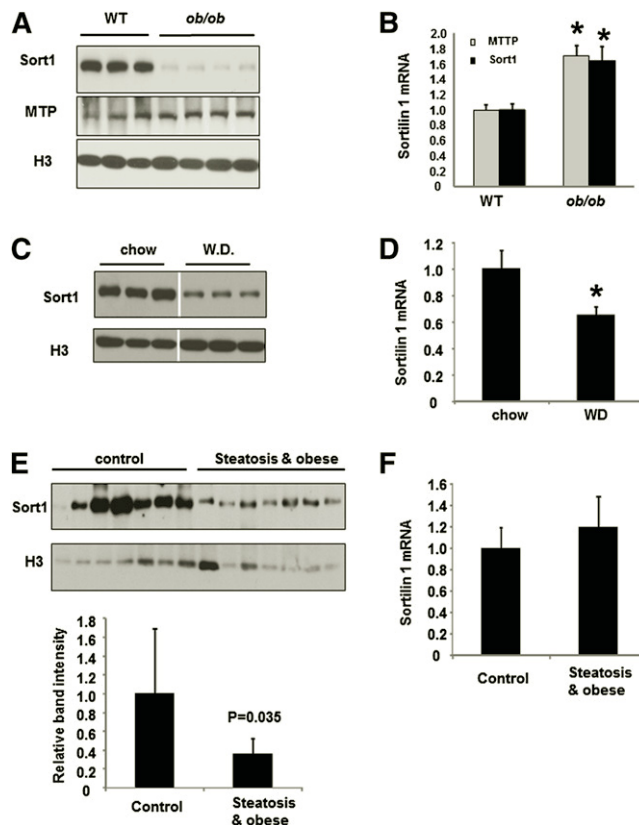 A
WT ob/ob
Sort1
MTP
H3
B
Sortilin 1 mRNA
2.0
1.8
1.6
1.4
1.2
1.0
0.8
0.6
0.4
0.2
0
MTTP
Sort1
* *
WT ob/ob
C
chow W.D.
Sort1
H3
D
Sortilin 1 mRNA
1.2
1.0
0.8
0.6
0.4
0.2
0
*
chow WD
E
control Steatosis & obese
Sort1
H3
Relative band intensity
1.8
1.6
1.4
1.2
1.0
0.8
0.6
0.4
0.2
0
P=0.035
Control Steatosis
& obese
F
Sortilin 1 mRNA
1.6
1.4
1.2
1.0
0.8
0.6
0.4
0.2
0
Control Steatosis
& obese